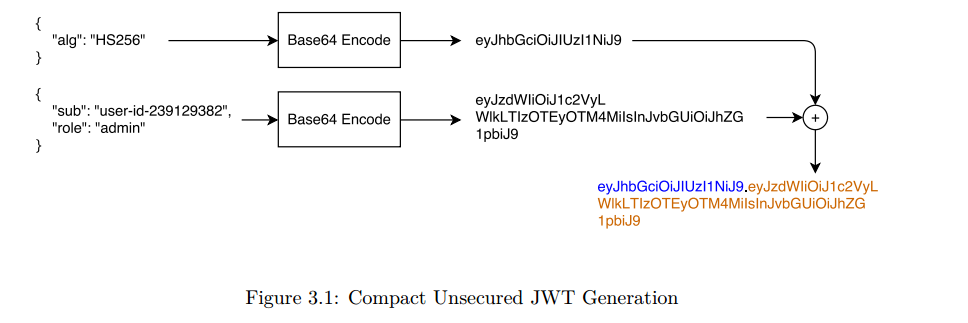 {
"alg": "HS256"
}
Base64 Encode
eyJhbGciOiJIUzI1NiJ9
{
"sub": "user-id-239129382",
"role": "admin"
}
Base64 Encode
eyJzdWIiOiJ1c2VyL
WlkLTIzOTEyOTM4MiIsInJvbGUiOiJhZG
1pbiJ9
+
eyJhbGciOiJIUzI1NiJ9.eyJzdWIiOiJ1c2VyL
WlkLTIzOTEyOTM4MiIsInJvbGUiOiJhZG
1pbiJ9
Figure 3.1: Compact Unsecured JWT Generation